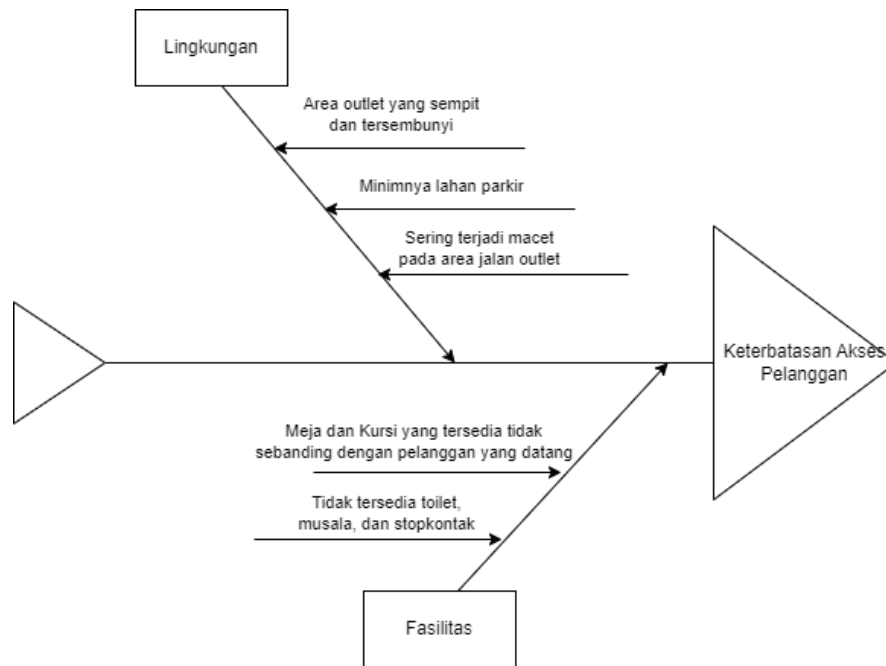 Lingkungan
Area outlet yang sempit
dan tersembunyi
Minimnya lahan parkir
Sering terjadi macet
pada area jalan outlet
Keterbatasan Akses
Pelanggan
Meja dan Kursi yang tersedia tidak
sebanding dengan pelanggan yang datang
Tidak tersedia toilet,
musala, dan stopkontak
Fasilitas